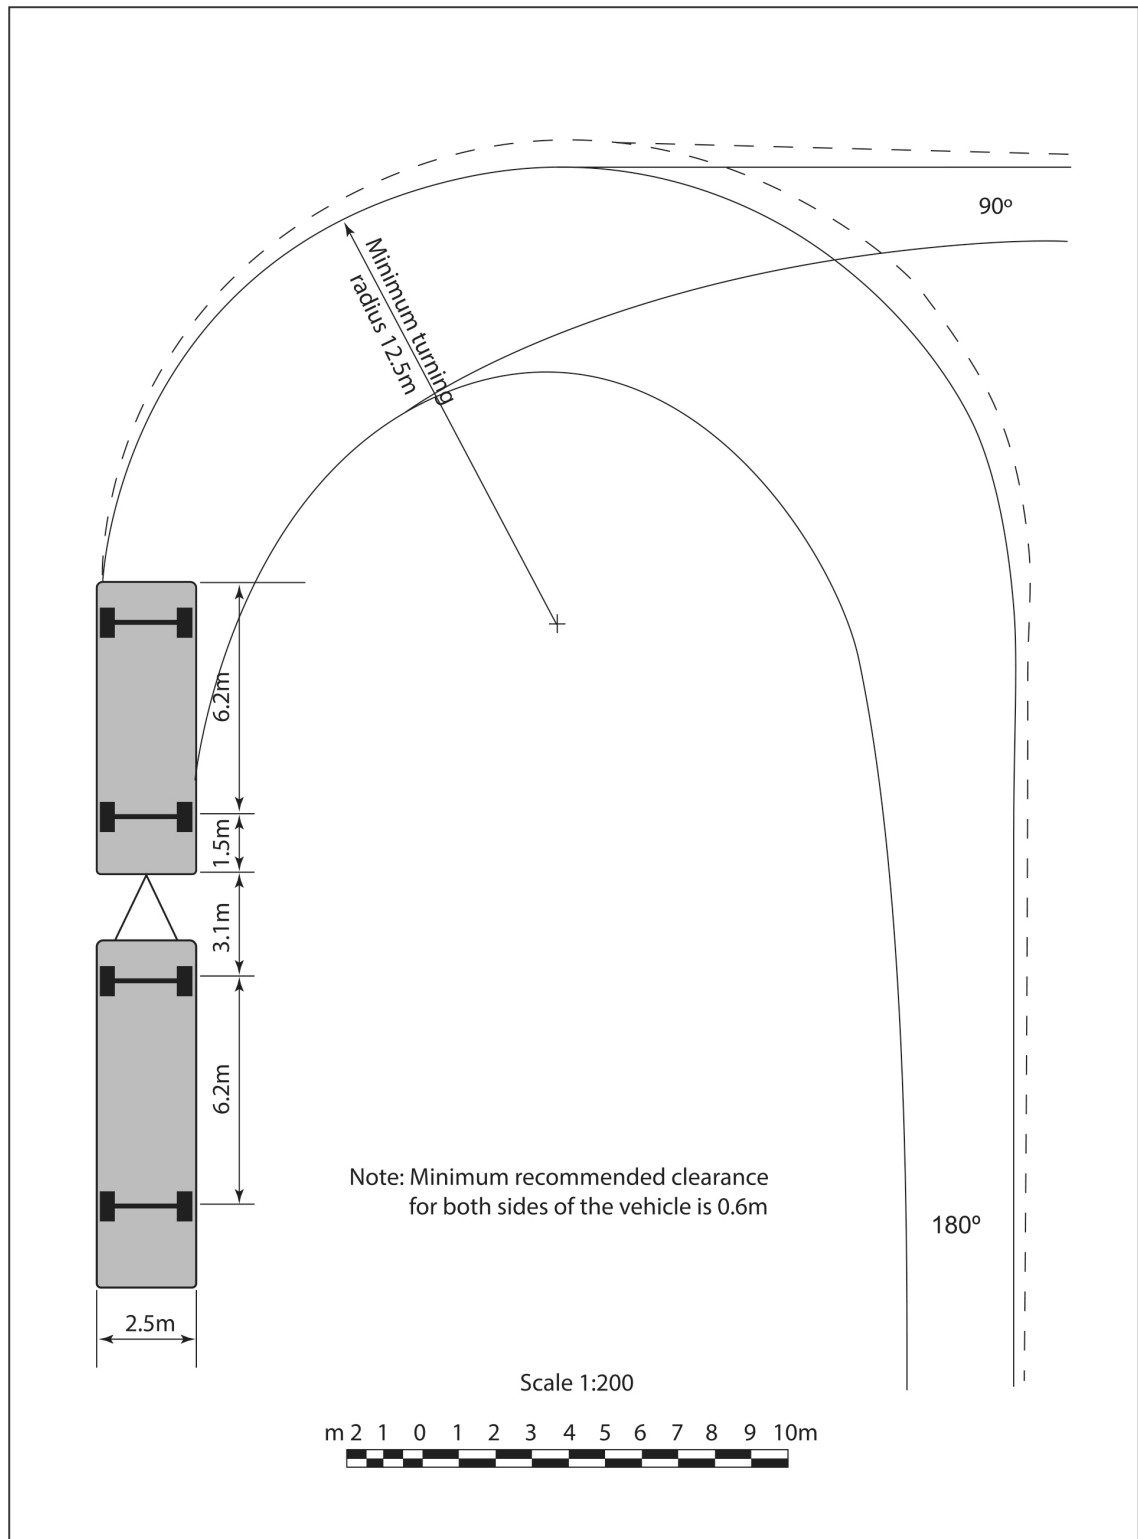 90º
Minimum turning
radius 12.5m
6.2m
1.5m
3.1m
6.2m
Note: Minimum recommended clearance
for both sides of the vehicle is 0.6m
180º
2.5m
Scale 1:200
m 2 1 0 1 2 3 4 5 6 7 8 9 10m